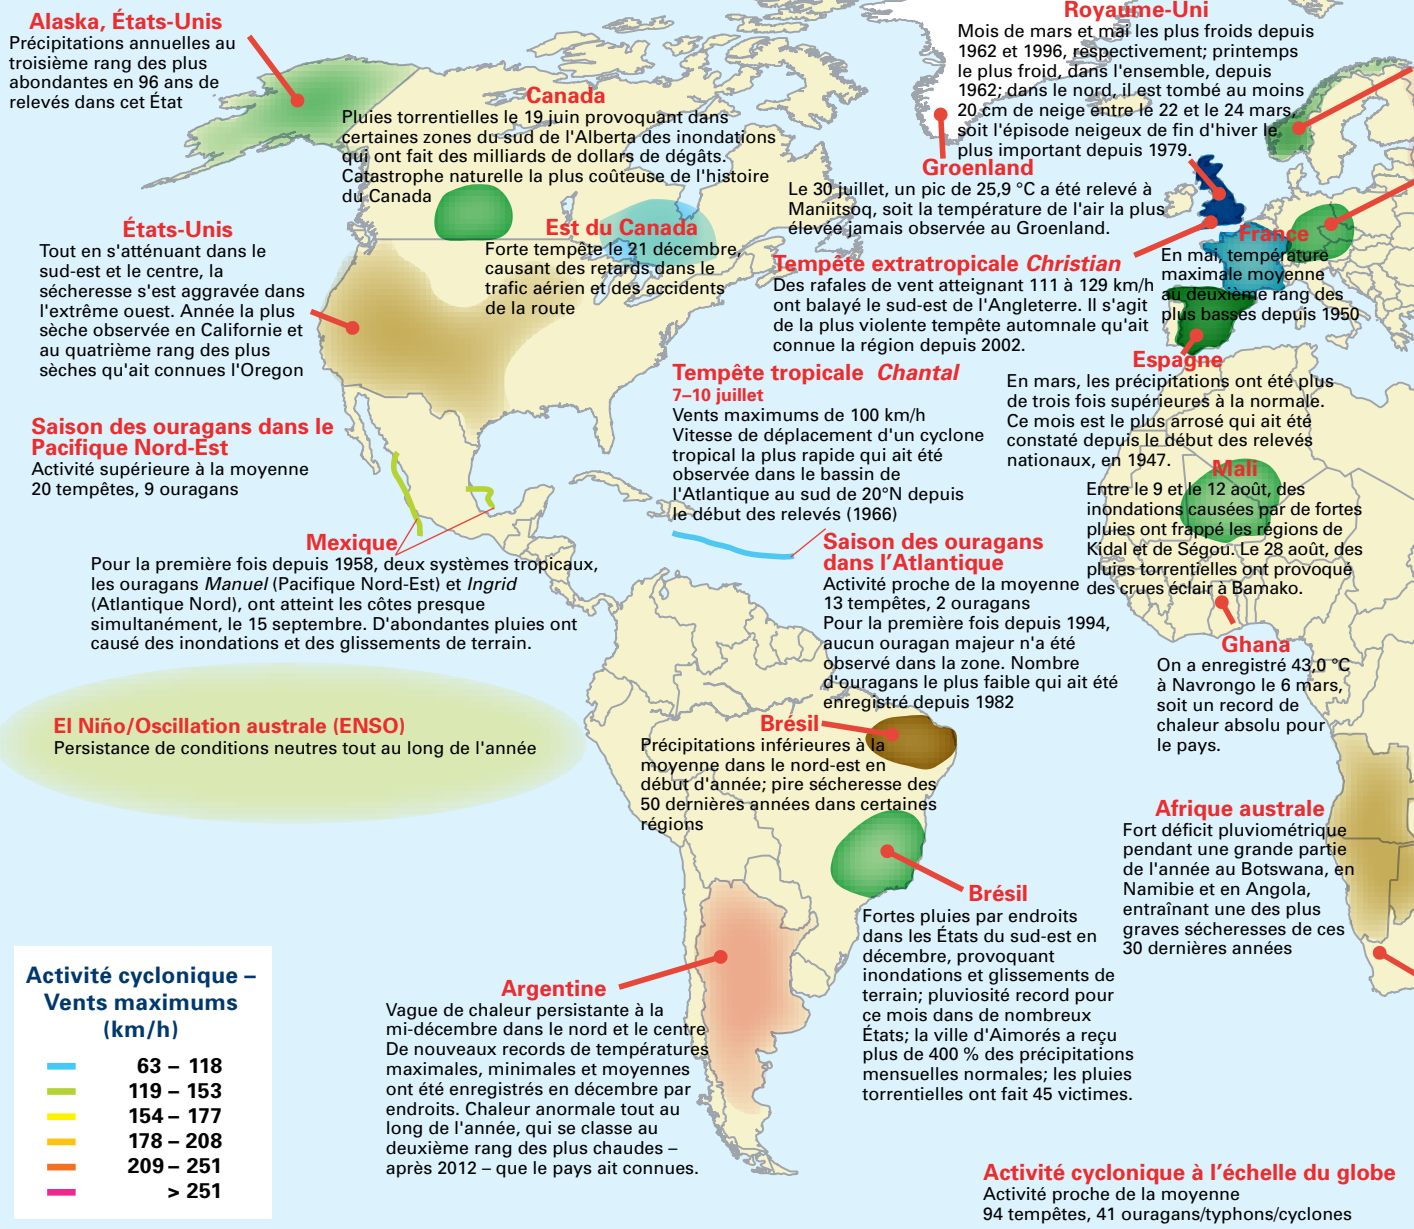 Alaska, États-Unis
Précipitations annuelles au
troisième rang des plus
abondantes en 96 ans de
relevés dans cet État
Canada
Pluies torrentielles le 19 juin provoquant dans
certaines zones du sud de l'Alberta des inondations
qui ont fait des milliards de dollars de dégâts.
Catastrophe naturelle la plus coûteuse de l'histoire
du Canada
Royaume-Uni
Mois de mars et mai les plus froids depuis
1962 et 1996, respectivement; printemps
le plus froid, dans l'ensemble, depuis
1962; dans le nord, il est tombé au moins
20 cm de neige entre le 22 et le 24 mars,
soit l'épisode neigeux de fin d'hiver le
plus important depuis 1979.
Groenland
Le 30 juillet, un pic de 25,9 °C a été relevé à
Maniitsoq, soit la température de l'air la plus
élevée jamais observée au Groenland.
États-Unis
Tout en s'atténuant dans le
sud-est et le centre, la
sécheresse s'est aggravée dans
l'extrême ouest. Année la plus
sèche observée en Californie et
au quatrième rang des plus
sèches qu'ait connues l'Oregon
Est du Canada
Forte tempête le 21 décembre,
causant des retards dans le
trafic aérien et des accidents
de la route
Tempête extratropicale Christian
Des rafales de vent atteignant 111 à 129 km/h
ont balayé le sud-est de l'Angleterre. Il s'agit
de la plus violente tempête automnale qu'ait
connue la région depuis 2002.
France
En mai, température
maximale moyenne
au deuxième rang des
plus basses depuis 1950
Espagne
En mars, les précipitations ont été plus
de trois fois supérieures à la normale.
Ce mois est le plus arrosé qui ait été
constaté depuis le début des relevés
nationaux, en 1947.
Tempête tropicale Chantal
7–10 juillet
Vents maximums de 100 km/h
Vitesse de déplacement d'un cyclone
tropical la plus rapide qui ait été
observée dans le bassin de
l'Atlantique au sud de 20°N depuis
le début des relevés (1966)
Saison des ouragans dans le
Pacifique Nord-Est
Activité supérieure à la moyenne
20 tempêtes, 9 ouragans
Mali
Entre le 9 et le 12 août, des
inondations causées par de fortes
pluies ont frappé les régions de
Kidal et de Ségou. Le 28 août, des
pluies torrentielles ont provoqué
des crues éclair à Bamako.
Mexique
Pour la première fois depuis 1958, deux systèmes tropicaux,
les ouragans Manuel (Pacifique Nord-Est) et Ingrid
(Atlantique Nord), ont atteint les côtes presque
simultanément, le 15 septembre. D'abondantes pluies ont
causé des inondations et des glissements de terrain.
Saison des ouragans
dans l'Atlantique
Activité proche de la moyenne
13 tempêtes, 2 ouragans
Pour la première fois depuis 1994,
aucun ouragan majeur n'a été
observé dans la zone. Nombre
d'ouragans le plus faible qui ait été
enregistré depuis 1982
Ghana
On a enregistré 43,0 °C
à Navrongo le 6 mars,
soit un record de
chaleur absolu pour
le pays.
El Niño/Oscillation australe (ENSO)
Persistance de conditions neutres tout au long de l'année
Brésil
Précipitations inférieures à la
moyenne dans le nord-est en
début d'année; pire sécheresse des
50 dernières années dans certaines
régions
Afrique australe
Fort déficit pluviométrique
pendant une grande partie
de l'année au Botswana, en
Namibie et en Angola,
entraînant une des plus
graves sécheresses de ces
30 dernières années
Brésil
Fortes pluies par endroits
dans les États du sud-est en
décembre, provoquant
inondations et glissements de
terrain; pluviosité record pour
ce mois dans de nombreux
États; la ville d'Aimorés a reçu
plus de 400 % des précipitations
mensuelles normales; les pluies
torrentielles ont fait 45 victimes.
Argentine
Vague de chaleur persistante à la
mi-décembre dans le nord et le centre
De nouveaux records de températures
maximales, minimales et moyennes
ont été enregistrés en décembre par
endroits. Chaleur anormale tout au
long de l'année, qui se classe au
deuxième rang des plus chaudes –
après 2012 – que le pays ait connues.
Activité cyclonique –
Vents maximums
(km/h)
63 – 118
119 – 153
154 – 177
178 – 208
209 – 251
> 251
Activité cyclonique à l'échelle du globe
Activité proche de la moyenne
94 tempêtes, 41 ouragans/typhons/cyclones